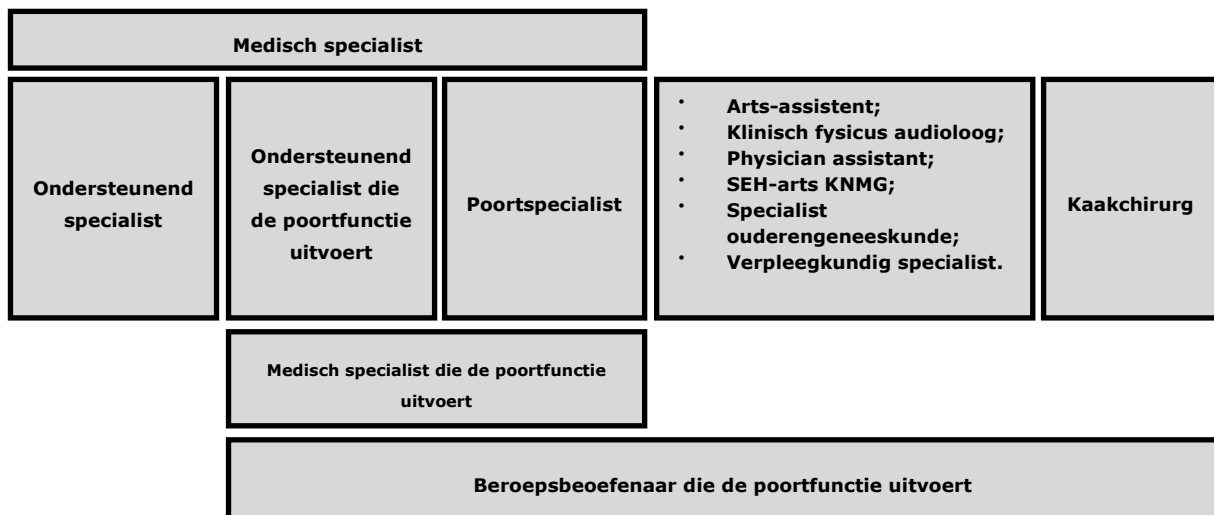 Medisch specialist
Ondersteunend
specialist
Ondersteunend
specialist die
de poortfunctie
uitvoert
Poortspecialist
· Arts-assistent;
· Klinisch fysicus audioloog;
· Physician assistant;
· SEH-arts KNMG;
· Specialist
ouderengeneeskunde;
· Verpleegkundig specialist.
Kaakchirurg
Medisch specialist die de poortfunctie
uitvoert
Beroepsbeoefenaar die de poortfunctie uitvoert